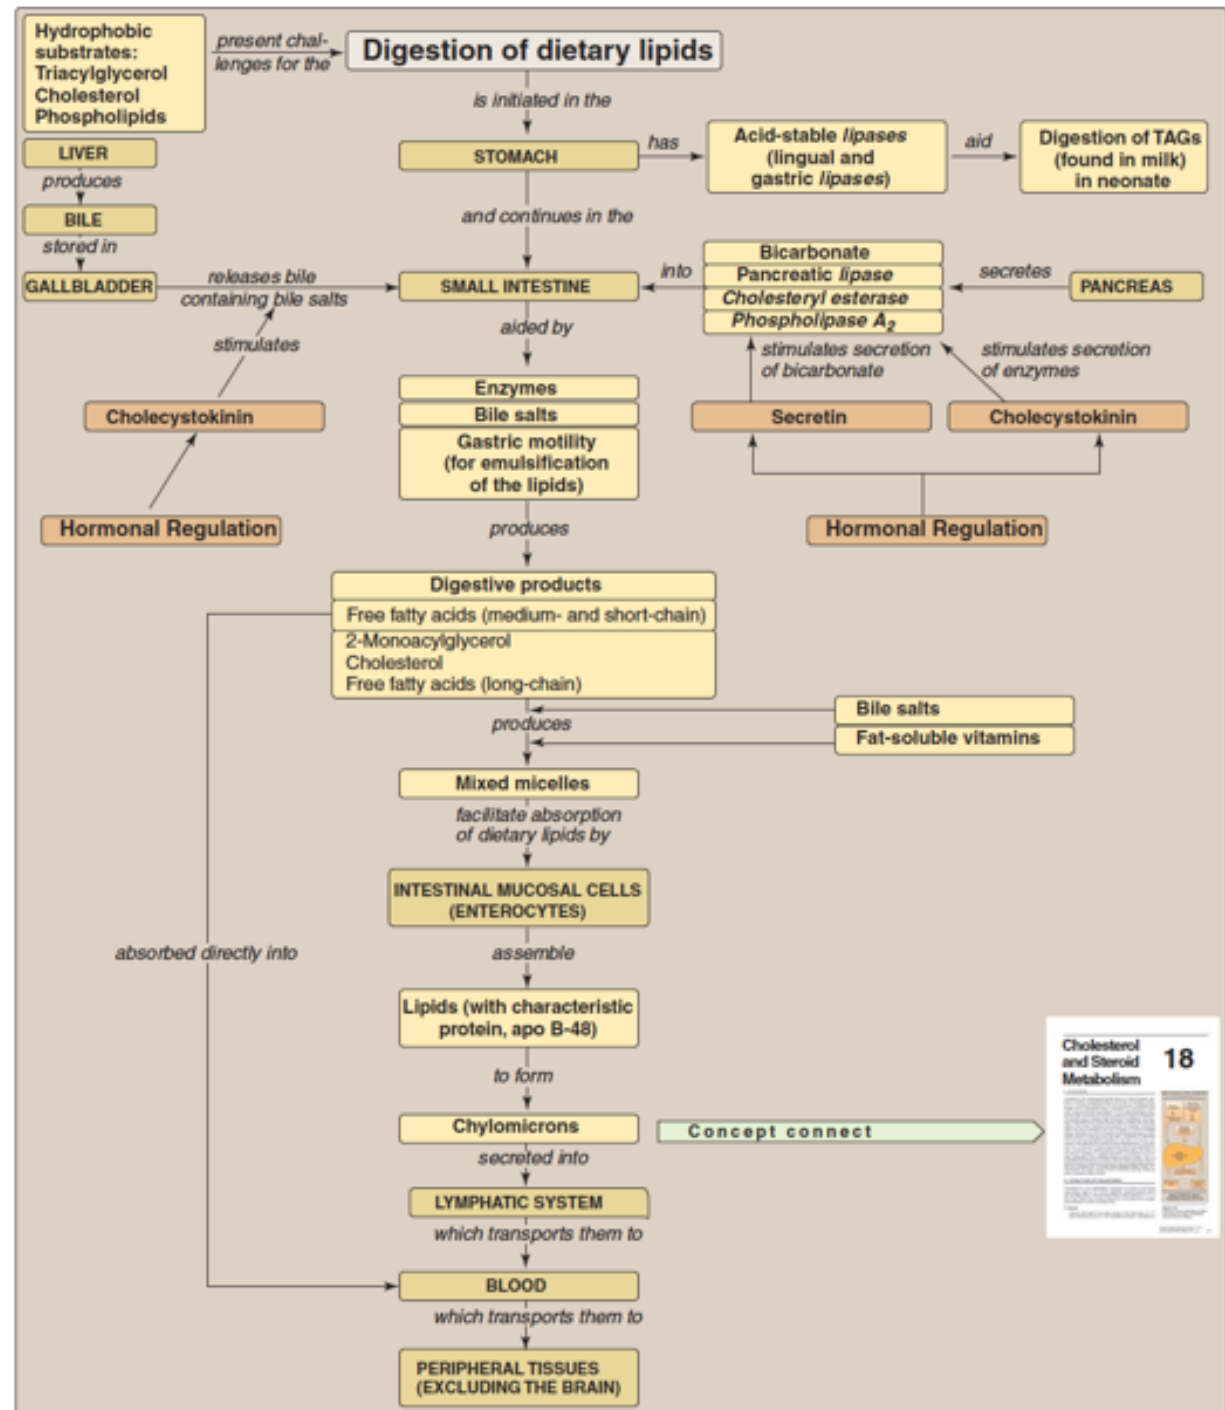 Hydrophobic
substrates:
Triacylglycerol
Cholesterol
Phospholipids
present chal-
lenges for the
Digestion of dietary lipids
is initiated in the
LIVER
produces
BILE
stored in
GALLBLADDER
releases bile
containing bile salts
stimulates
Cholecystokinin
Hormonal Regulation
STOMACH
has
Acid-stable lipases
(lingual and
gastric lipases)
aid
Digestion of TAGs
(found in milk)
in neonate
and continues in the
SMALL INTESTINE
into
Bicarbonate
Pancreatic lipase
Cholesteryl esterase
Phospholipase A2
secretes
PANCREAS
stimulates secretion
of bicarbonate
stimulates secretion
of enzymes
Secretin
Cholecystokinin
Hormonal Regulation
aided by
Enzymes
Bile salts
Gastric motility
(for emulsification
of the lipids)
produces
Digestive products
Free fatty acids (medium- and short-chain)
2-Monoacylglycerol
Cholesterol
Free fatty acids (long-chain)
produces
Bile salts
Fat-soluble vitamins
Mixed micelles
facilitate absorption
of dietary lipids by
INTESTINAL MUCOSAL CELLS
(ENTEROCYTES)
absorbed directly into
assemble
Lipids (with characteristic
protein, apo B-48)
to form
Chylomicrons
Concept connect
Cholesterol
and Steroid
Metabolism
18
secreted into
LYMPHATIC SYSTEM
which transports them to
BLOOD
which transports them to
PERIPHERAL TISSUES
(EXCLUDING THE BRAIN)